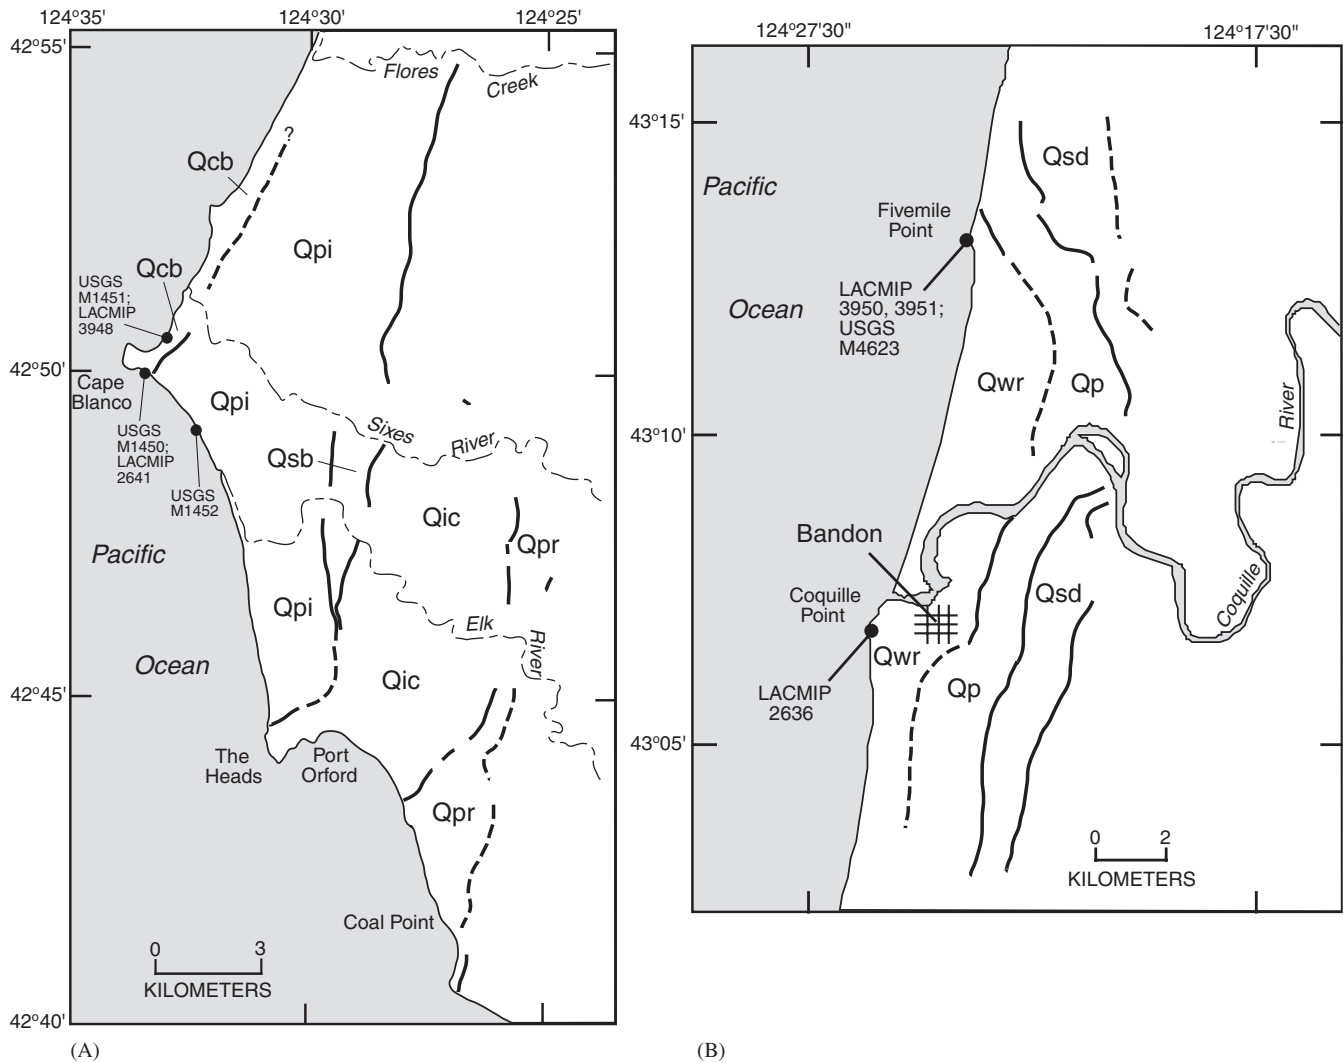 124°35'
124°30'
124°25'
42°55'
Flores
Creek
?
Qcb
Qpi
Qcb
USGS
M1451;
LACMIP
3948
42°50'
Cape
Blanco
Qpi
USGS
M1450;
LACMIP
2641
Sixes
River
Qsb
USGS
M1452
Qic
Qpr
Pacific
Qpi
Elk
River
Ocean
Qic
42°45'
The
Heads
Port
Orford
Qpr
Coal Point
0
3
KILOMETERS
42°40'
(A)
124°27'30"
124°17'30"
43°15'
Qsd
Pacific
Fivemile
Point
LACMIP
3950, 3951;
USGS
M4623
Ocean
Qwr
Qp
River
43°10'
Bandon
Coquille
Point
Qsd
Coquille
Qwr
LACMIP
2636
Qp
43°05'
0
2
KILOMETERS
(B)